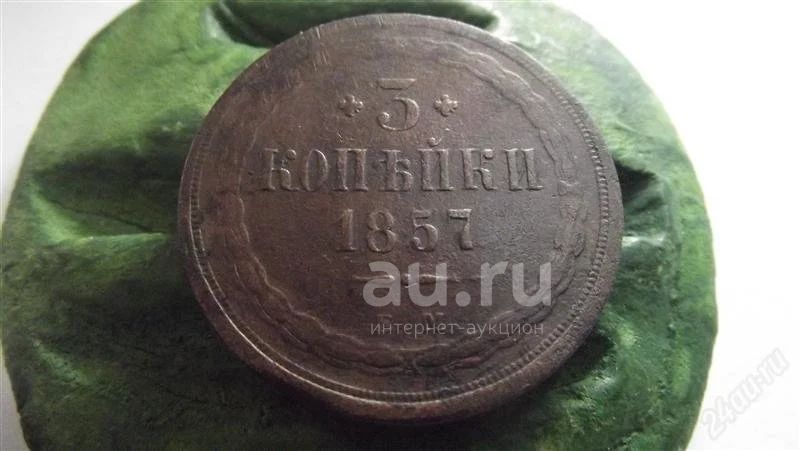 3
КОПѢЙКИ
1857
Е.М.
au.ru
интернет-аукцион
24au.ru